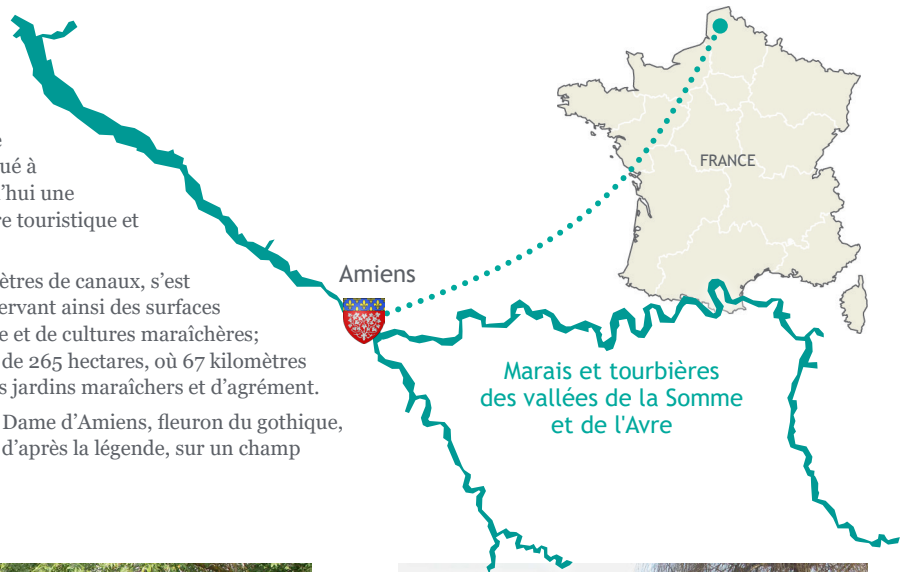 ué à
l'hui une
re touristique et
ètres de canaux, s'est
ervant ainsi des surfaces
e et de cultures maraîchères;
de 265 hectares, où 67 kilomètres
s jardins maraîchers et d'agrément.
Dame d'Amiens, fleuron du gothique,
d'après la légende, sur un champ
Amiens
FRANCE
Marais et tourbières
des vallées de la Somme
et de l'Avre